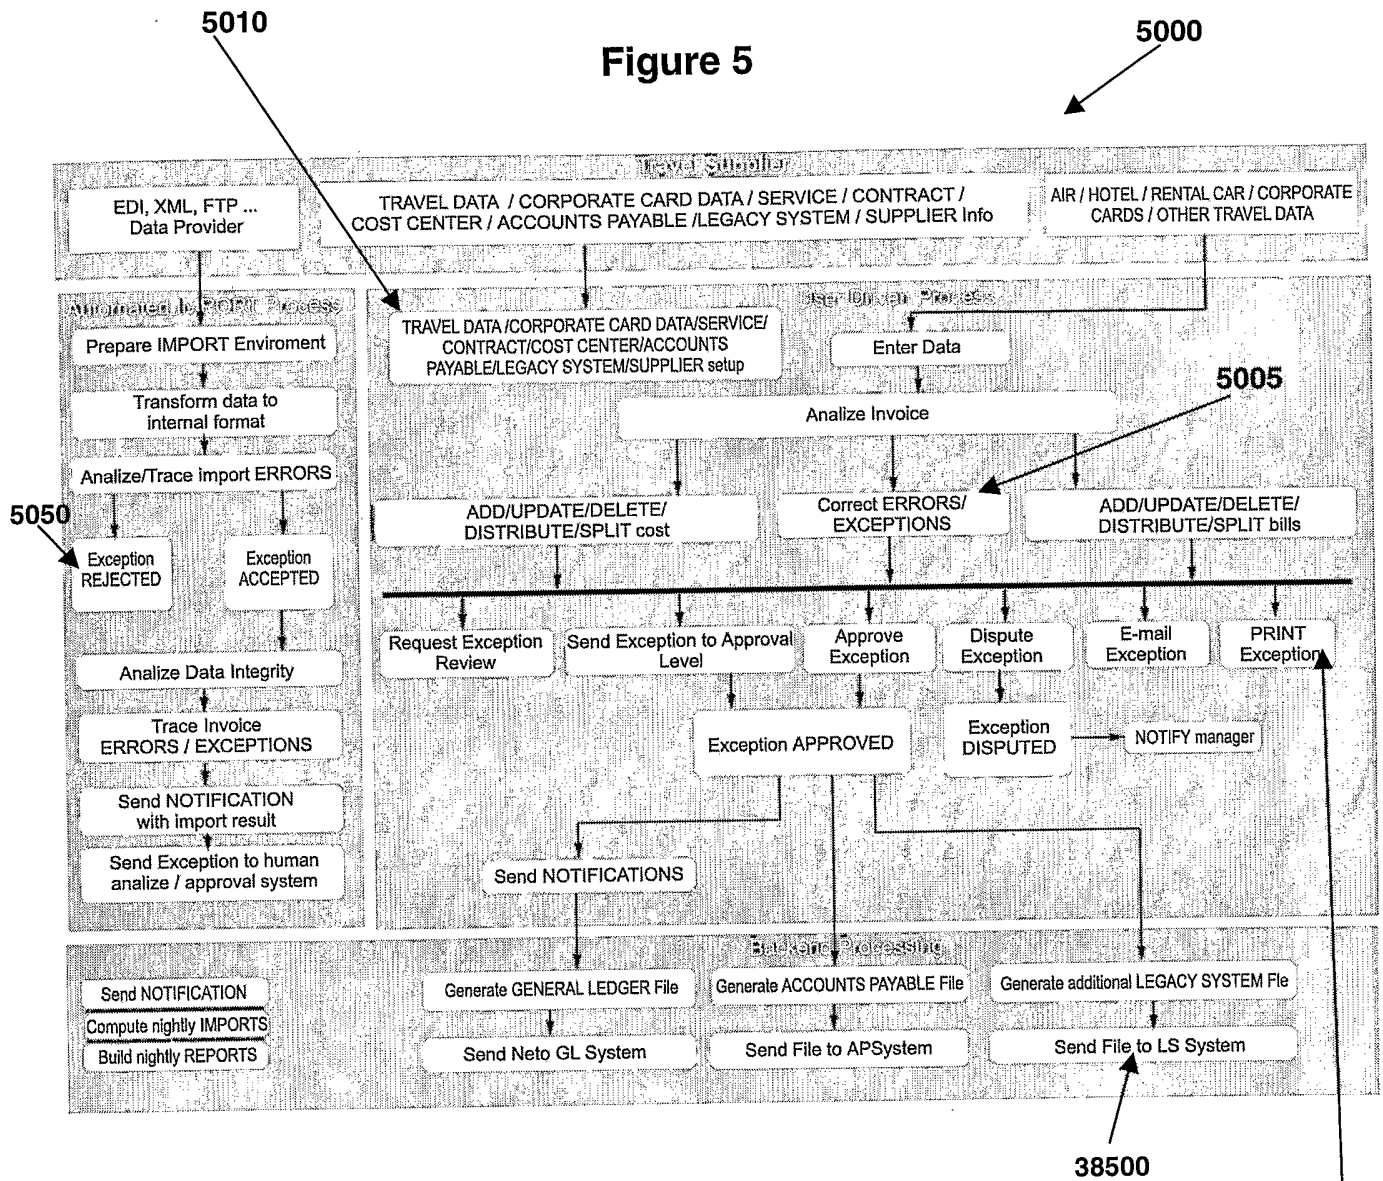 5010
5000
Figure 5
Travel Supplier
EDI, XML, FTP ...
Data Provider
TRAVEL DATA / CORPORATE CARD DATA / SERVICE / CONTRACT /
COST CENTER / ACCOUNTS PAYABLE /LEGACY SYSTEM / SUPPLIER Info
AIR / HOTEL / RENTAL CAR / CORPORATE
CARDS / OTHER TRAVEL DATA
Automated IMPORT Process
User Driven Process
Prepare IMPORT Enviroment
Transform data to
internal format
Analize/Trace import ERRORS
5050
Exception
REJECTED
Exception
ACCEPTED
Analize Data Integrity
Trace Invoice
ERRORS / EXCEPTIONS
Send NOTIFICATION
with import result
Send Exception to human
analize / approval system
TRAVEL DATA /CORPORATE CARD DATA/SERVICE/
CONTRACT/COST CENTER/ACCOUNTS
PAYABLE/LEGACY SYSTEM/SUPPLIER setup
Enter Data
5005
Analize Invoice
ADD/UPDATE/DELETE/
DISTRIBUTE/SPLIT cost
Correct ERRORS/
EXCEPTIONS
ADD/UPDATE/DELETE/
DISTRIBUTE/SPLIT bills
Request Exception
Review
Send Exception to Approval
Level
Approve
Exception
Dispute
Exception
E-mail
Exception
PRINT
Exception
Exception APPROVED
Exception
DISPUTED
NOTIFY manager
Send NOTIFICATIONS
Backend Processing
Send NOTIFICATION
Compute nightly IMPORTS
Build nightly REPORTS
Generate GENERAL LEDGER File
Generate ACCOUNTS PAYABLE File
Generate additional LEGACY SYSTEM Fle
Send Neto GL System
Send File to APSystem
Send File to LS System
38500